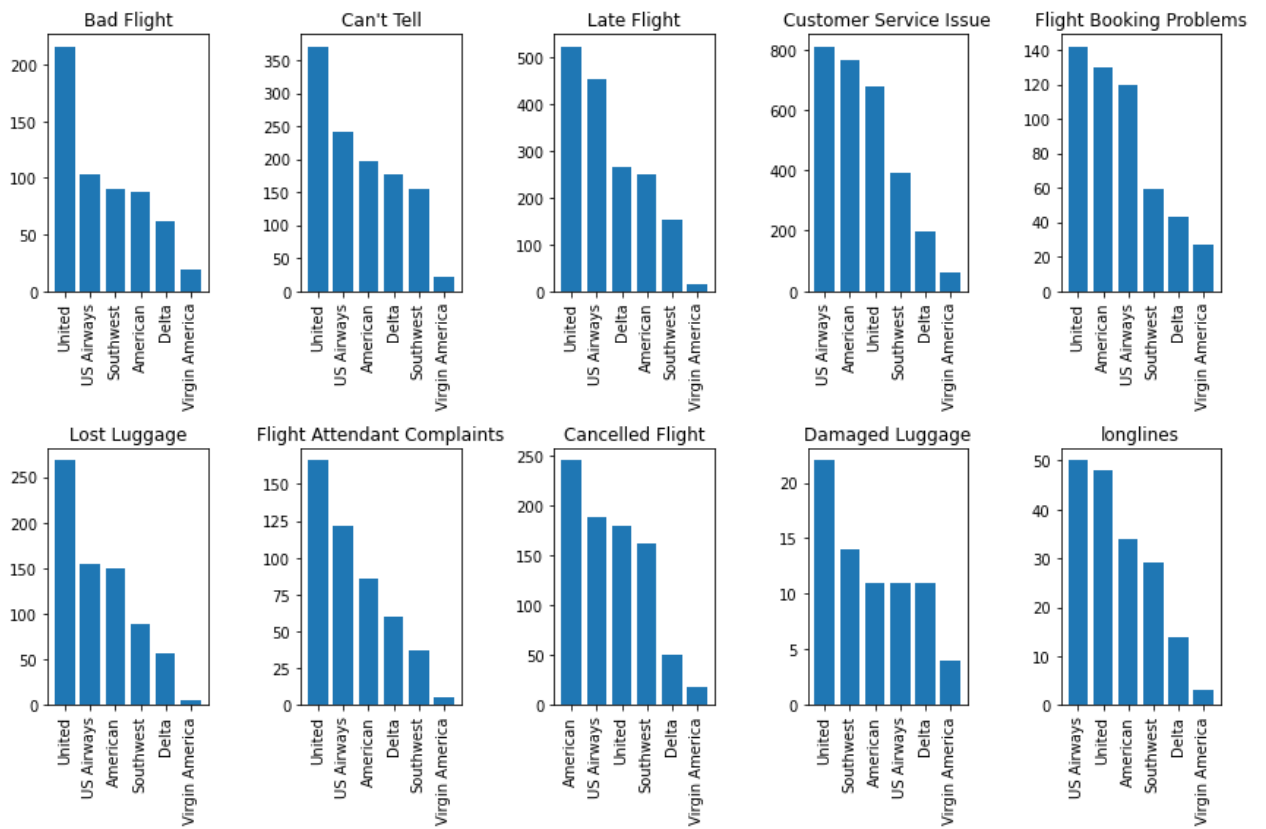 Bad Flight
200
150
100
50
0
United
US Airways
Southwest
American
Delta
Virgin America
Can't Tell
350
300
250
200
150
100
50
0
United
US Airways
American
Delta
Southwest
Virgin America
Late Flight
500
400
300
200
100
0
United
US Airways
Delta
American
Southwest
Virgin America
Customer Service Issue
800
600
400
200
0
US Airways
American
United
Southwest
Delta
Virgin America
Flight Booking Problems
140
120
100
80
60
40
20
0
United
American
US Airways
Southwest
Delta
Virgin America
Lost Luggage
250
200
150
100
50
0
United
US Airways
American
Southwest
Delta
Virgin America
Flight Attendant Complaints
150
125
100
75
50
25
0
United
US Airways
American
Delta
Southwest
Virgin America
Cancelled Flight
250
200
150
100
50
0
American
US Airways
United
Southwest
Delta
Virgin America
Damaged Luggage
20
15
10
5
0
United
Southwest
American
US Airways
Delta
Virgin America
longlines
50
40
30
20
10
0
US Airways
United
American
Southwest
Delta
Virgin America